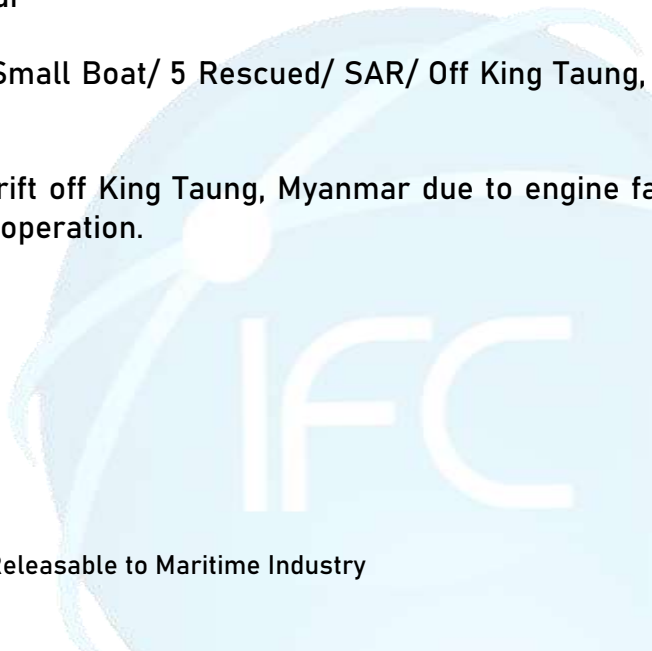 Small Boat/ 5 Rescued/ SAR/ Off King Taung,
rift off King Taung, Myanmar due to engine fa
operation.
IFC
Releasable to Maritime Industry